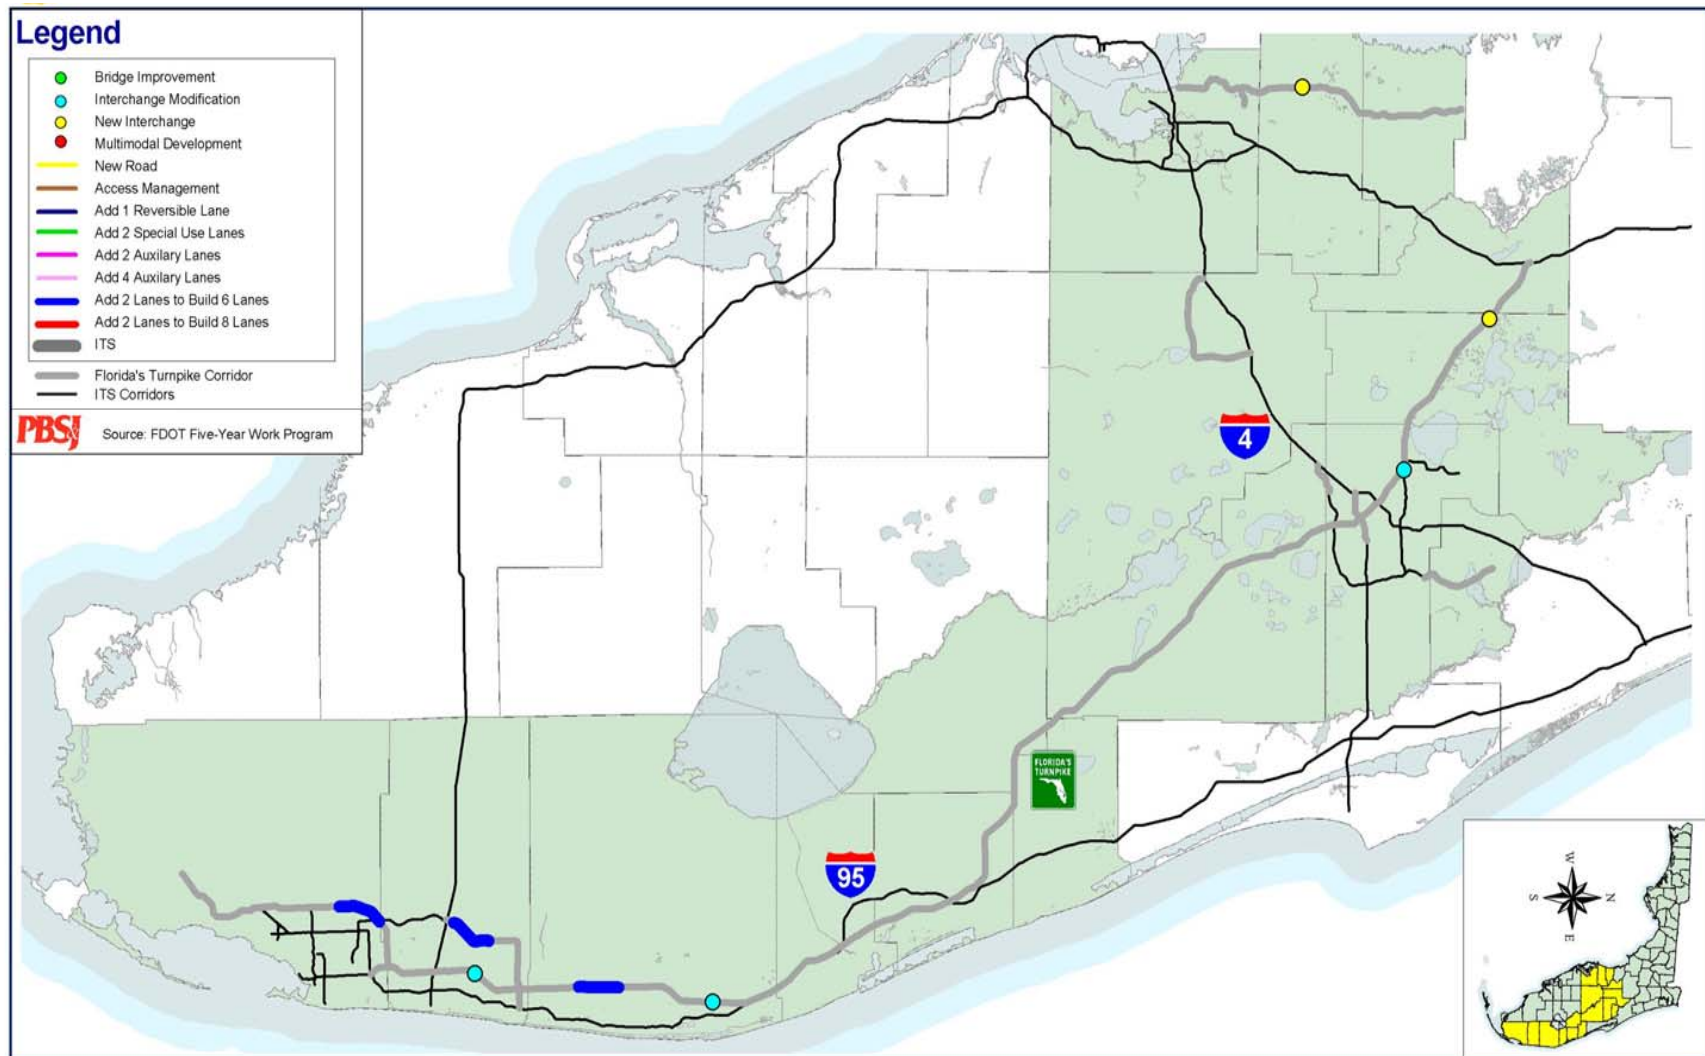 Legend
Bridge Improvement
Interchange Modification
New Interchange
Multimodal Development
New Road
Access Management
Add 1 Reversible Lane
Add 2 Special Use Lanes
Add 2 Auxilary Lanes
Add 4 Auxilary Lanes
Add 2 Lanes to Build 6 Lanes
Add 2 Lanes to Build 8 Lanes
ITS
Florida's Turnpike Corridor
ITS Corridors
PBS&J
Source: FDOT Five-Year Work Program
4
FLORIDA'S
TURNPIKE
95
W
S
N
E